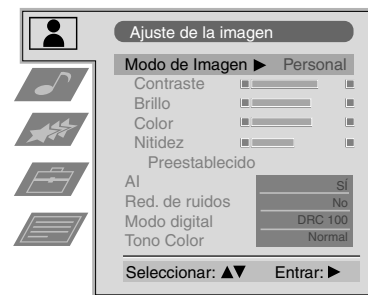 Ajuste de la imagen
Modo de Imagen ▶ Personal
Contraste
Brillo
Color
Nitidez
Preestablecido
AI SÍ
Red. de ruidos No
Modo digital DRC 100
Tono Color Normal
Seleccionar: ▲▼ Entrar: ▶